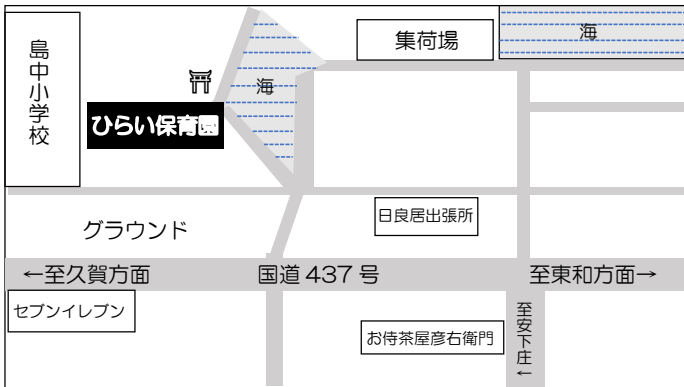 島中小学校
ひらい保育園
海
集荷場
海
グラウンド
日良居出張所
←至久賀方面
国道437号
至東和方面→
セブンイレブン
お侍茶屋彦右衛門
至安下庄←